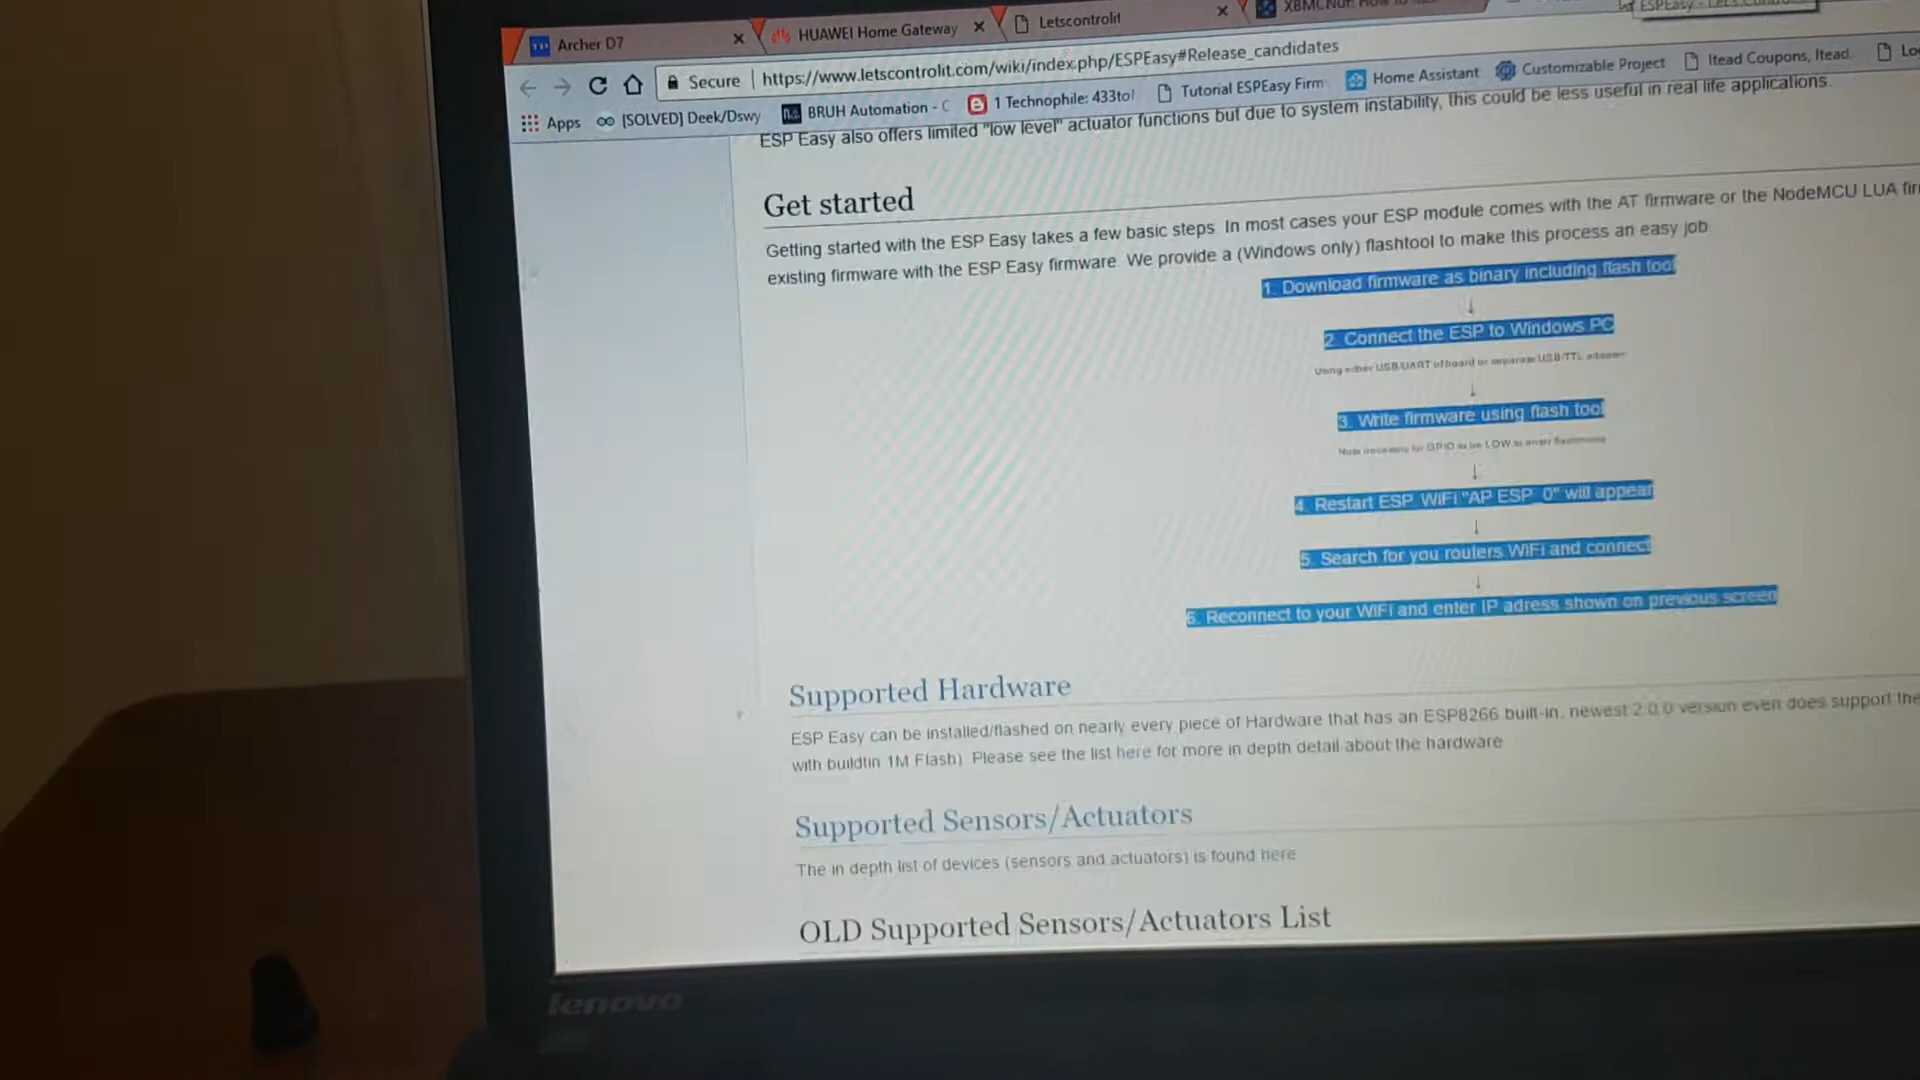 Archer D7
HUAWEI Home Gateway
Letscontrolit
Secure
https://www.letscontrolit.com/wiki/index.php/ESPEasy#Release_candidates
Apps
[SOLVED] Deek/Dswy
BRUH Automation - C
1 Technophile: 433to!
Tutorial ESPEasy Firm
Home Assistant
Customizable Project
Itead Coupons, Itead
ESP Easy also offers limited "low level" actuator functions but due to system instability, this could be less useful in real life applications.
Get started
Getting started with the ESP Easy takes a few basic steps. In most cases your ESP module comes with the AT firmware or the NodeMCU LUA
existing firmware with the ESP Easy firmware. We provide a (Windows only) flashtool to make this process an easy job
1. Download firmware as binary including flash tool
↓
2. Connect the ESP to Windows PC
Using either USB/UART of board or separate USB/TTL
↓
3. Write firmware using flash tool
↓
4. Restart ESP WiFi "AP ESP_0" will appear
↓
5. Search for you routers WiFi and connect
↓
6. Reconnect to your WiFi and enter IP adress shown on previous screen
Supported Hardware
ESP Easy can be installed/flashed on nearly every piece of Hardware that has an ESP8266 built-in, newest 2.0.0 version even does support the
with buildtin 1M Flash). Please see the list here for more in depth detail about the hardware
Supported Sensors/Actuators
The in depth list of devices (sensors and actuators) is found here
OLD Supported Sensors/Actuators List
lenovo